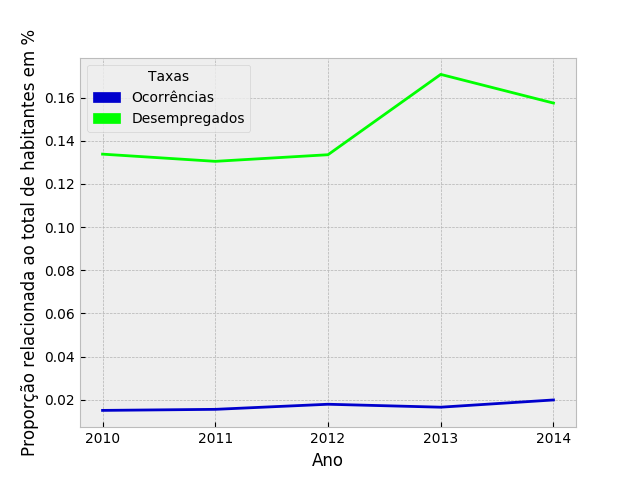 Proporção relacionada ao total de habitantes em %
Taxas
Ocorrências
Desempregados
0.16
0.14
0.12
0.10
0.08
0.06
0.04
0.02
2010 2011 2012 2013 2014
Ano